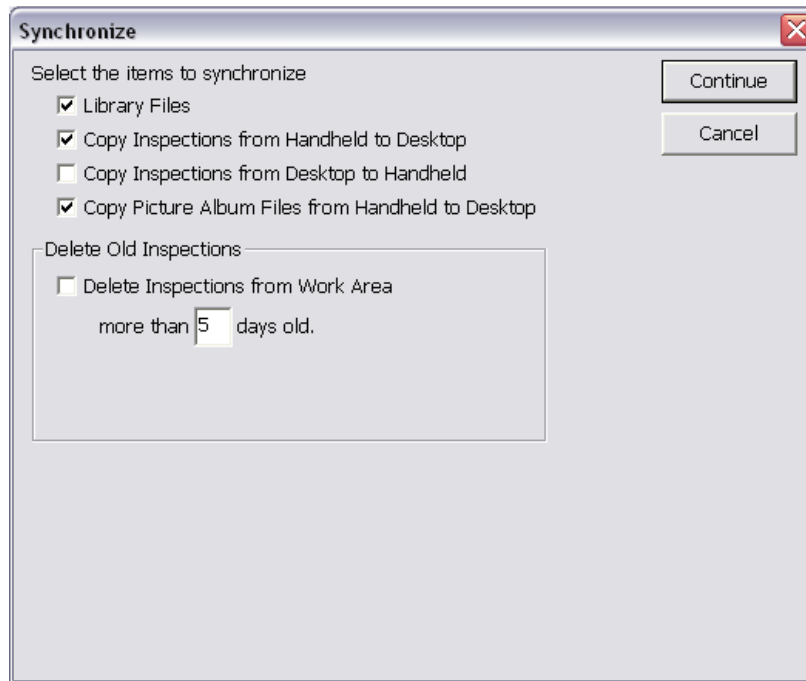 Synchronize
Select the items to synchronize
Continue
Library Files
Copy Inspections from Handheld to Desktop
Cancel
Copy Inspections from Desktop to Handheld
Copy Picture Album Files from Handheld to Desktop
Delete Old Inspections
Delete Inspections from Work Area
more than 5 days old.